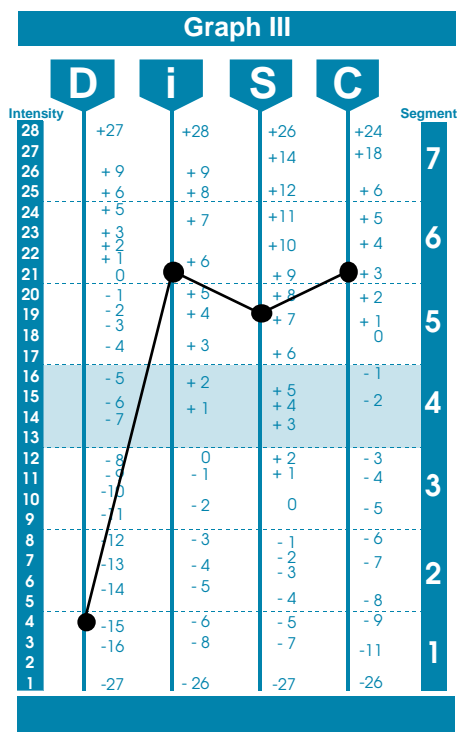 Graph III
D i S C
Intensity Segment
28 +27 +28 +26 +24
27 +14 +18 7
26 + 9 + 9
25 + 6 + 8 +12 + 6
24 + 5 + 7 +11 + 5
23 + 3 6
22 + 2 +10 + 4
+ 1 + 6
21 0 + 9 + 3
20 - 1 + 5 + 8 + 2
19 - 2 + 4 + 7 5
18 - 3 + 1
0
17 - 4 + 3 + 6
16 - 5 + 2 - 1
15 - 6 + 1 + 5 - 2 4
14 - 7 + 4
13 + 3
12 - 8 0 + 2 - 3
11 - 9 - 1 + 1 - 4 3
10 -10 - 2 0 - 5
9 -11
8 -12 - 3 - 1 - 6
7 -13 - 4 - 2 - 7 2
6 -14 - 5 - 3
5 - 4 - 8
4 -15 - 6 - 5 - 9
3 -16 - 8 - 7 -11 1
2
1 -27 - 26 -27 -26